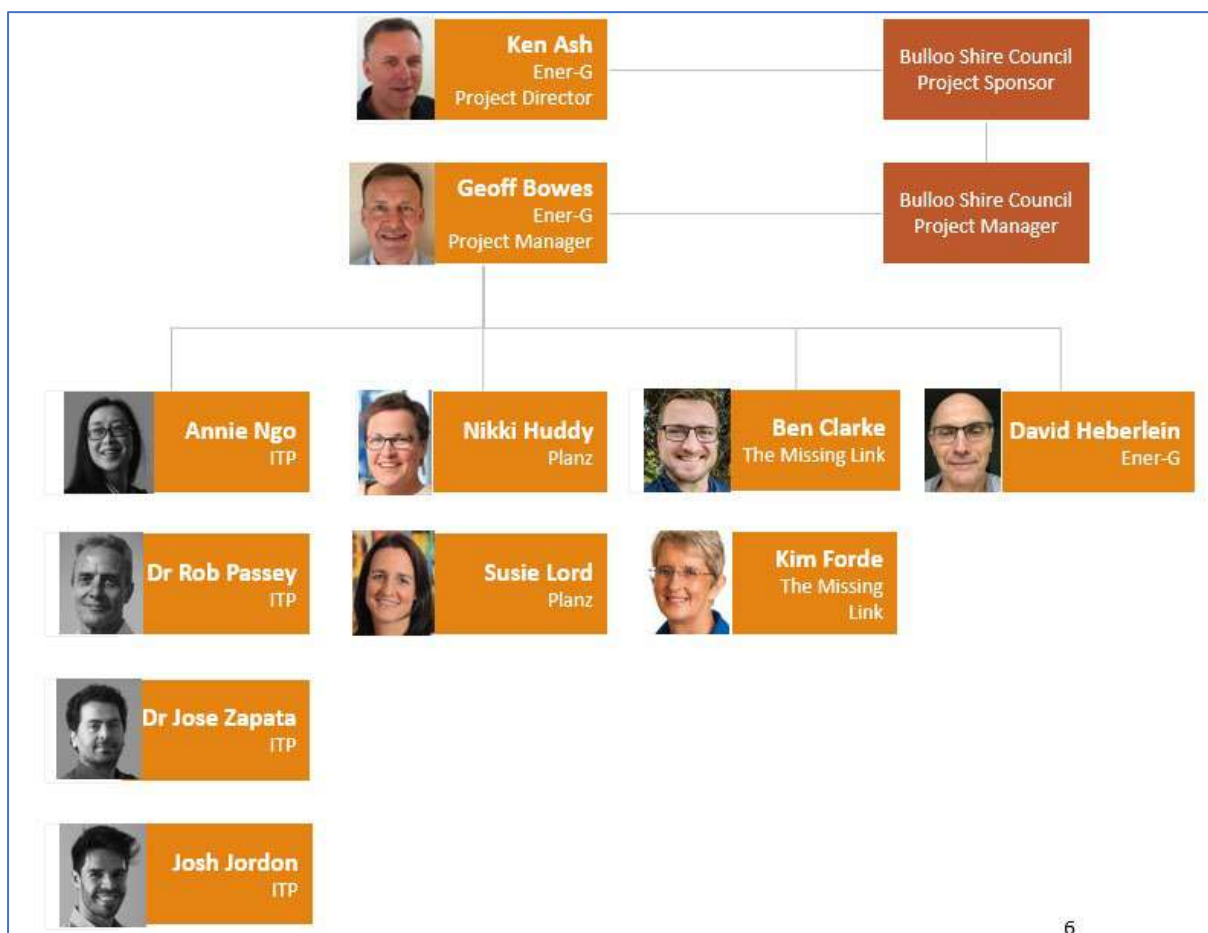 Ken Ash
Ener-G
Project Director
Bulloo Shire Council
Project Sponsor
Geoff Bowes
Ener-G
Project Manager
Bulloo Shire Council
Project Manager
Annie Ngo
ITP
Nikki Huddy
Planz
Ben Clarke
The Missing Link
David Heberlein
Ener-G
Dr Rob Passey
ITP
Susie Lord
Planz
Kim Forde
The Missing
Link
Dr Jose Zapata
ITP
Josh Jordon
ITP
6